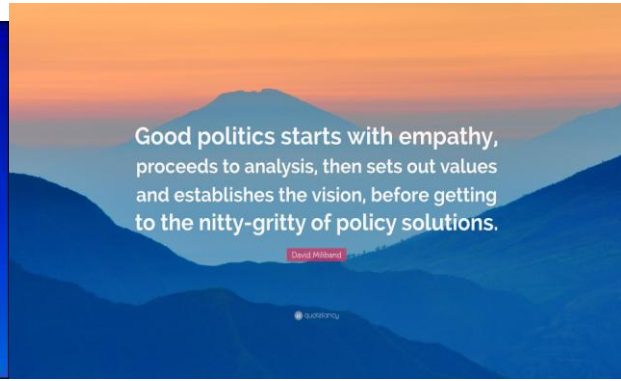 Good politics starts with empathy,
proceeds to analysis, then sets out values
and establishes the vision, before getting
to the nitty-gritty of policy solutions.
David Miliband
quotefancy